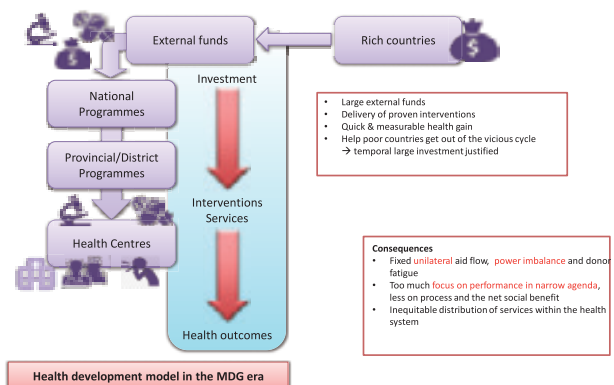 External funds
Rich countries
$
$
Investment
National
Programmes
Provincial/District
Programmes
Interventions
Services
Health Centres
Health outcomes
• Large external funds
• Delivery of proven interventions
• Quick & measurable health gain
• Help poor countries get out of the vicious cycle
→ temporal large investment justified
Consequences
• Fixed unilateral aid flow, power imbalance and donor
fatigue
• Too much focus on performance in narrow agenda,
less on process and the net social benefit
• Inequitable distribution of services within the health
system
Health development model in the MDG era